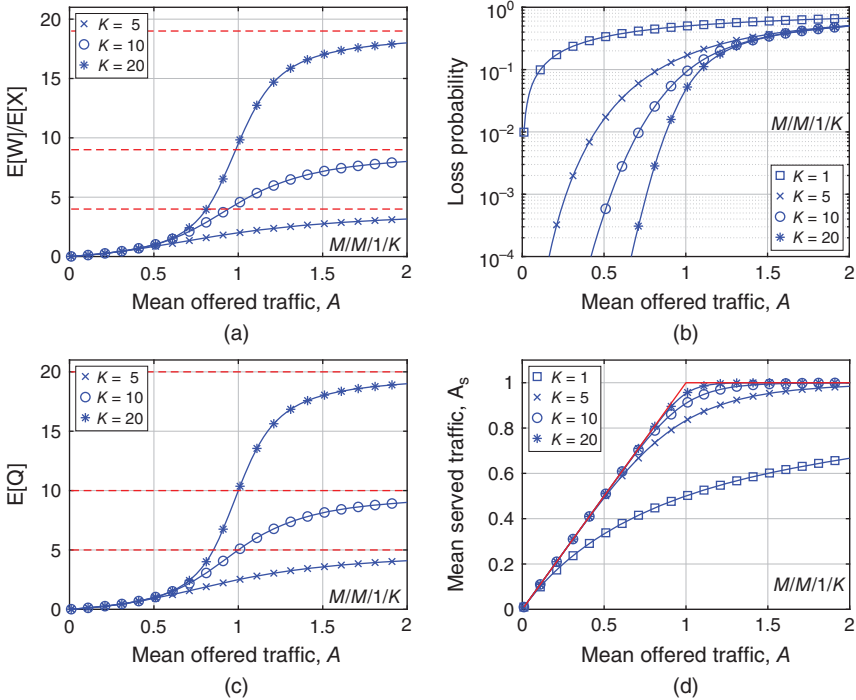 E[W]/E[X]
20
15
10
5
0
K = 5
K = 10
K = 20
M/M/1/K
0 0.5 1 1.5 2
Mean offered traffic, A
(a)
Loss probability
10⁰
10⁻¹
10⁻²
10⁻³
10⁻⁴
M/M/1/K
K = 1
K = 5
K = 10
K = 20
0 0.5 1 1.5 2
Mean offered traffic, A
(b)
E[Q]
20
15
10
5
0
K = 5
K = 10
K = 20
M/M/1/K
0 0.5 1 1.5 2
Mean offered traffic, A
(c)
Mean served traffic, Aₛ
1
0.8
0.6
0.4
0.2
0
K = 1
K = 5
K = 10
K = 20
M/M/1/K
0 0.5 1 1.5 2
Mean offered traffic, A
(d)